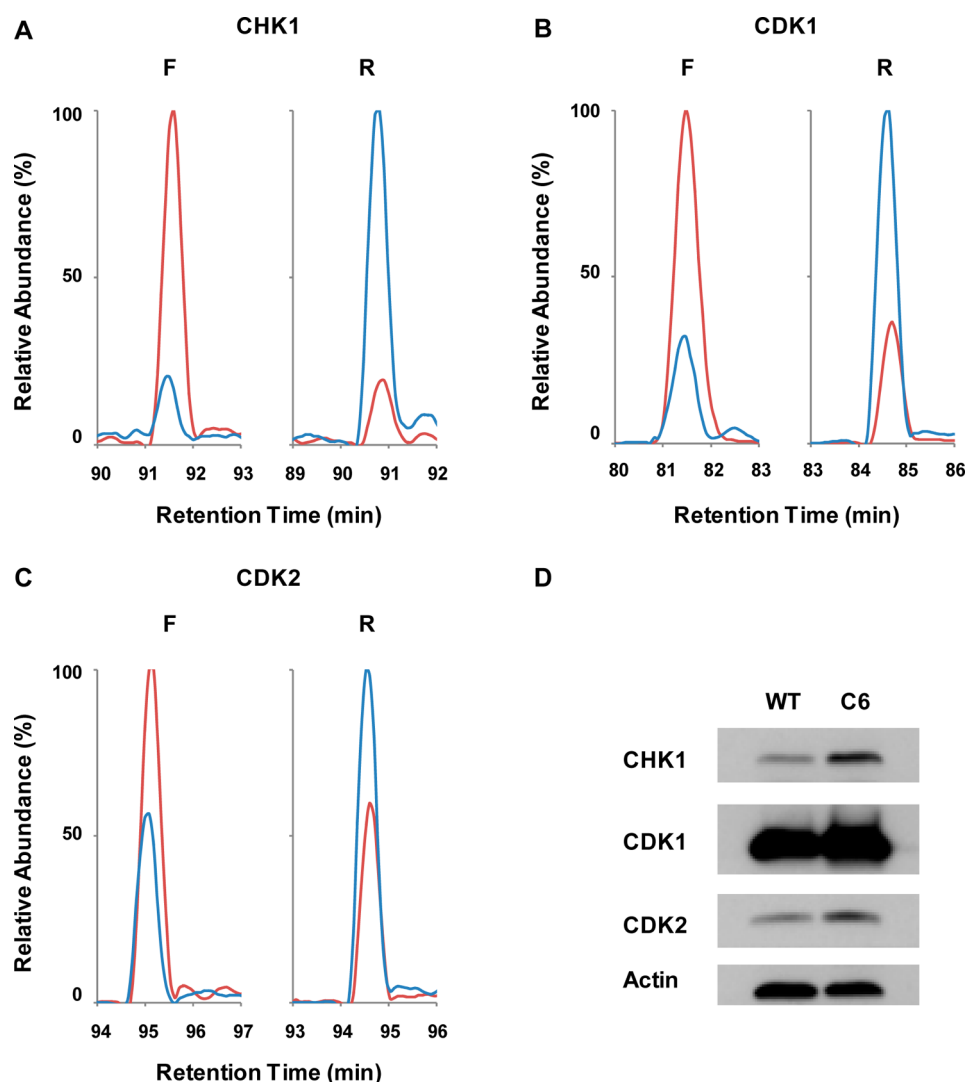 A
CHK1
F
R
Relative Abundance (%)
100
50
0
90 91 92 93
89 90 91 92
Retention Time (min)
B
CDK1
F
R
Relative Abundance (%)
100
50
0
80 81 82 83
83 84 85 86
Retention Time (min)
C
CDK2
F
R
Relative Abundance (%)
100
50
0
94 95 96 97
93 94 95 96
Retention Time (min)
D
WT C6
CHK1
CDK1
CDK2
Actin